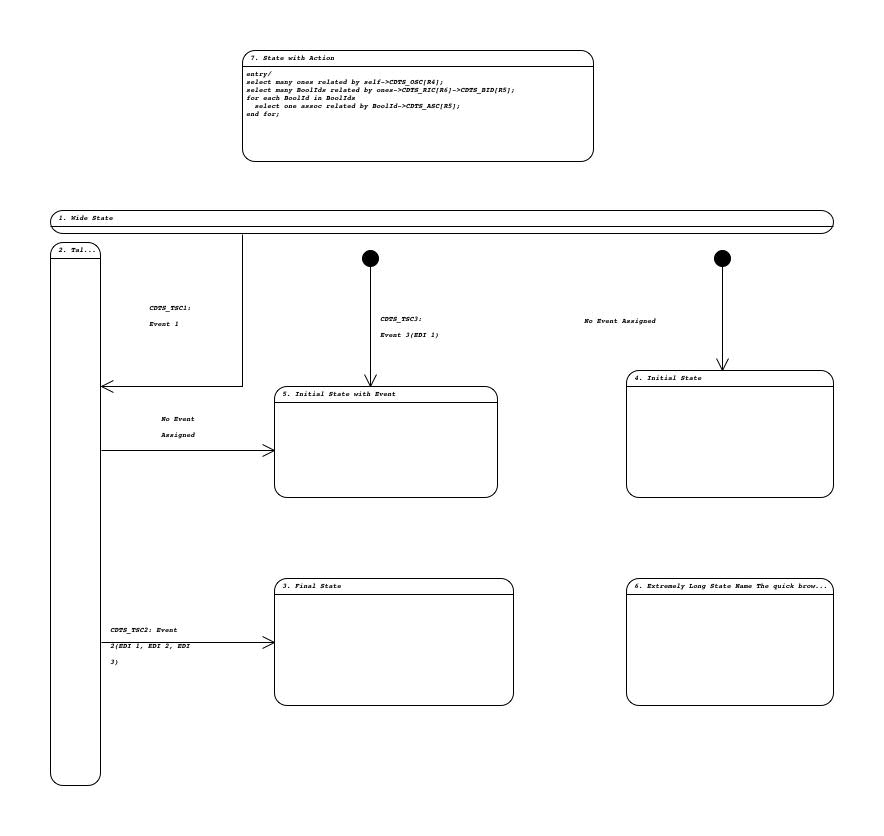 7. State with Action
entry/
select many ones related by self->CDTS_OSC[R4];
select many BoolIds related by ones->CDTS_RIC[R6]->CDTS_BID[R5];
for each BoolId in BoolIds
  select one assoc related by BoolId->CDTS_ASC[R5];
end for;
1. Wide State
2. Tal...
CDTS_TSC1:
Event 1
CDTS_TSC3:
Event 3(EDI 1)
No Event Assigned
5. Initial State with Event
4. Initial State
No Event
Assigned
3. Final State
6. Extremely Long State Name The quick brow...
CDTS_TSC2: Event
2(EDI 1, EDI 2, EDI
3)